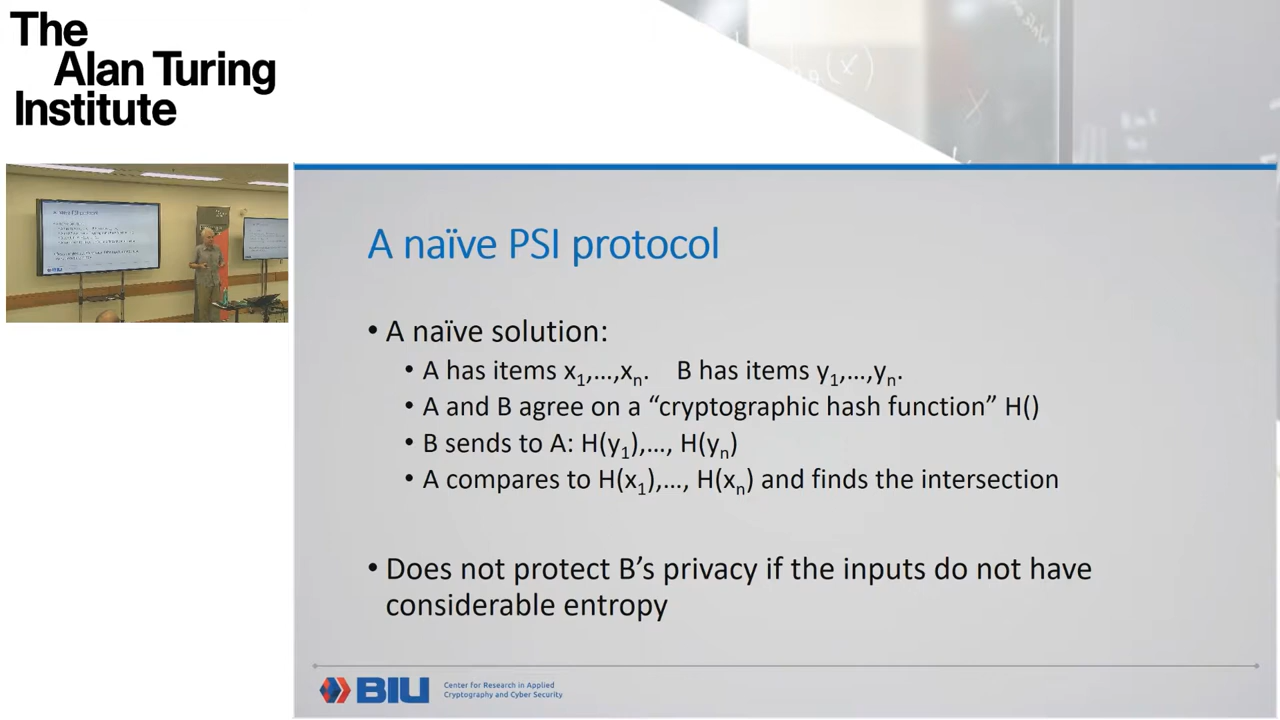 The
Alan Turing
Institute
A naïve PSI protocol
• A naïve solution:
• A has items x₁,…,xₙ. B has items y₁,…,yₙ.
• A and B agree on a “cryptographic hash function” H()
• B sends to A: H(y₁),…, H(yₙ)
• A compares to H(x₁),…, H(xₙ) and finds the intersection
• Does not protect B’s privacy if the inputs do not have
considerable entropy
BIU
Center for Research in Applied
Cryptography and Cyber Security